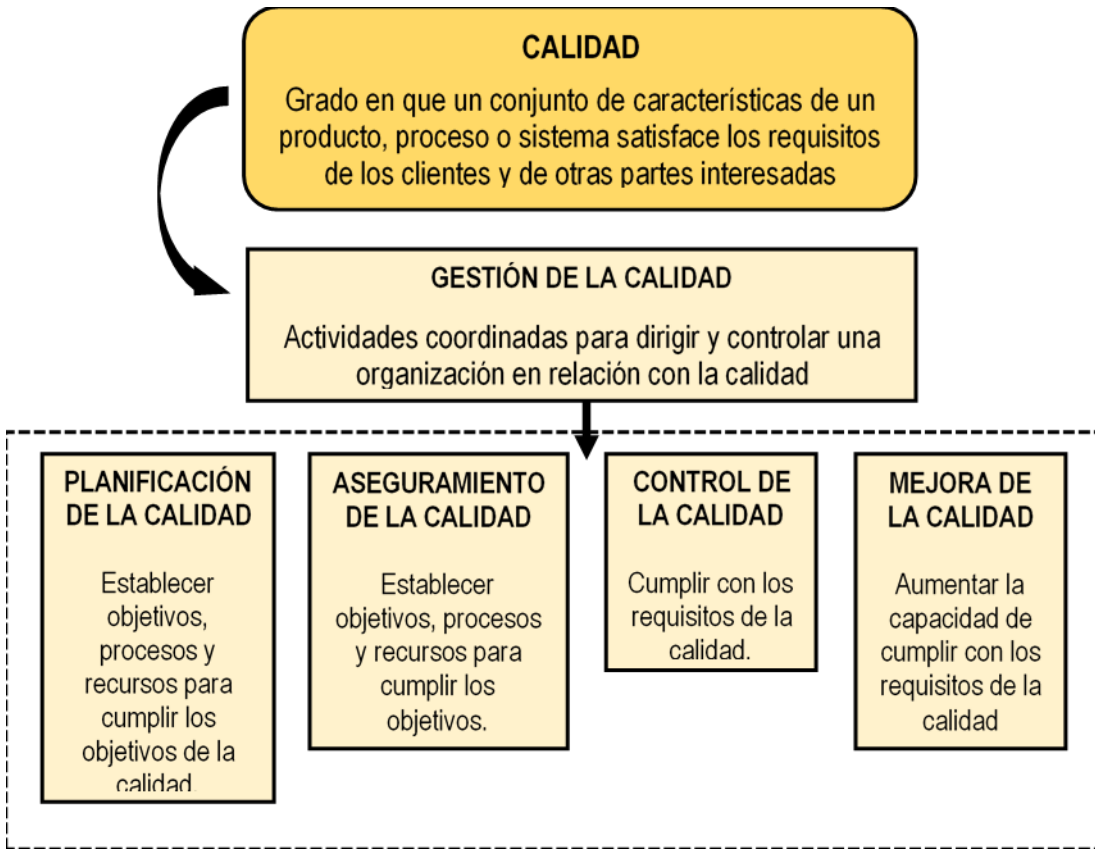 CALIDAD
Grado en que un conjunto de características de un
producto, proceso o sistema satisface los requisitos
de los clientes y de otras partes interesadas
GESTIÓN DE LA CALIDAD
Actividades coordinadas para dirigir y controlar una
organización en relación con la calidad
PLANIFICACIÓN
DE LA CALIDAD
Establecer
objetivos,
procesos y
recursos para
cumplir los
objetivos de la
calidad.
ASEGURAMIENTO
DE LA CALIDAD
Establecer
objetivos, procesos
y recursos para
cumplir los
objetivos.
CONTROL DE
LA CALIDAD
Cumplir con los
requisitos de la
calidad.
MEJORA DE
LA CALIDAD
Aumentar la
capacidad de
cumplir con los
requisitos de la
calidad